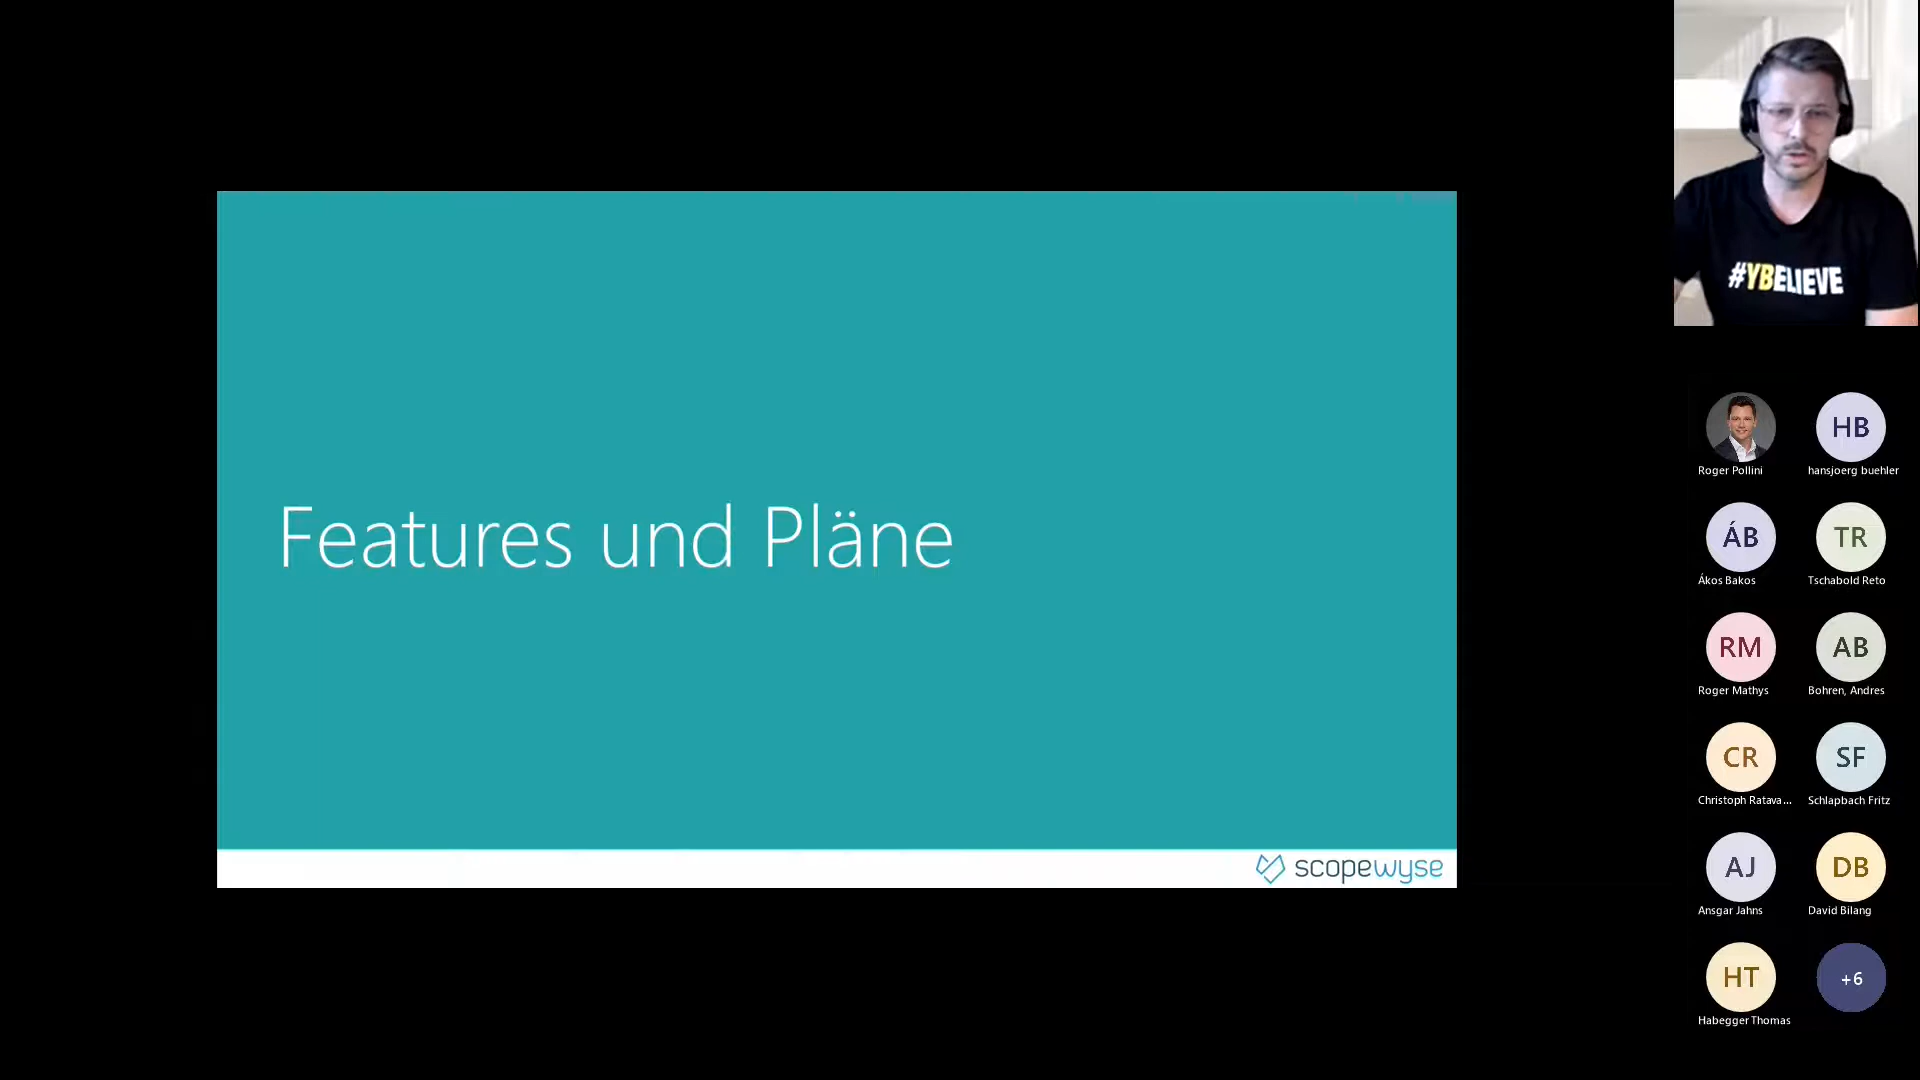 #YBELIEVE
Features und Pläne
scopewyse
HB
Roger Pollini
hansjoerg buehler
ÁB
TR
Ákos Bakos
Tschabold Reto
RM
AB
Roger Mathys
Bohren, Andres
CR
SF
Christoph Ratava...
Schlapbach Fritz
AJ
DB
Ansgar Jahns
David Bilang
HT
+6
Habegger Thomas